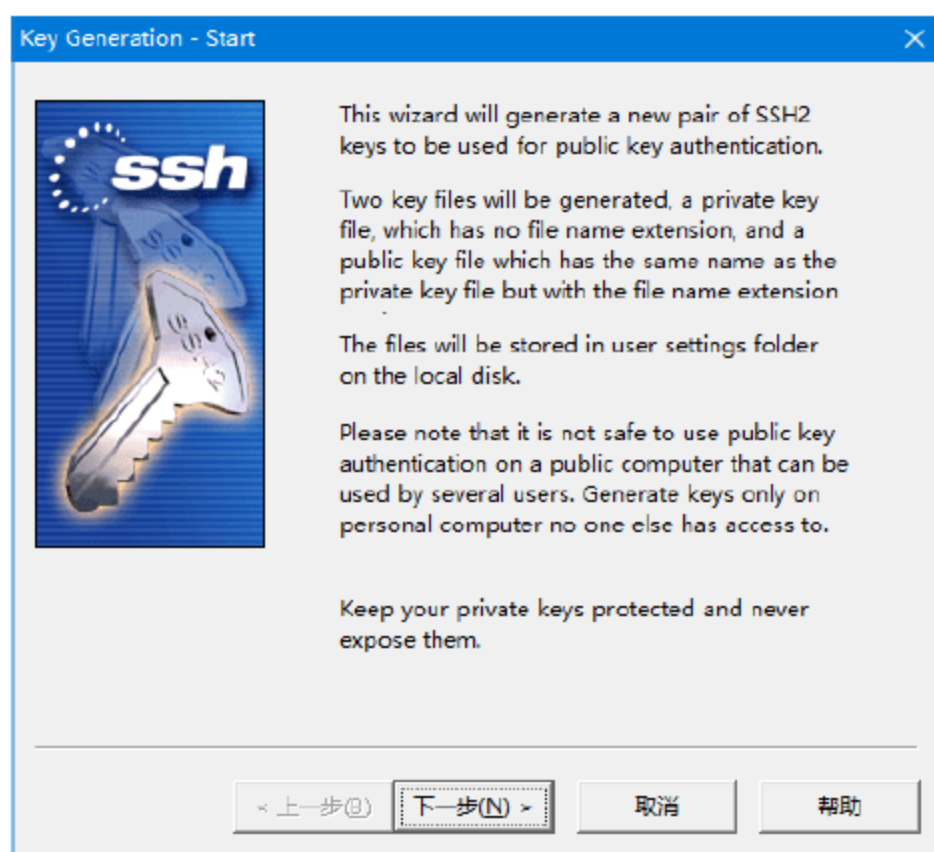 Key Generation - Start
ssh
This wizard will generate a new pair of SSH2
keys to be used for public key authentication.
Two key files will be generated, a private key
file, which has no file name extension, and a
public key file which has the same name as the
private key file but with the file name extension
The files will be stored in user settings folder
on the local disk.
Please note that it is not safe to use public key
authentication on a public computer that can be
used by several users. Generate keys only on
personal computer no one else has access to.
Keep your private keys protected and never
expose them.
< 上一步(B)
下一步(N) >
取消
帮助